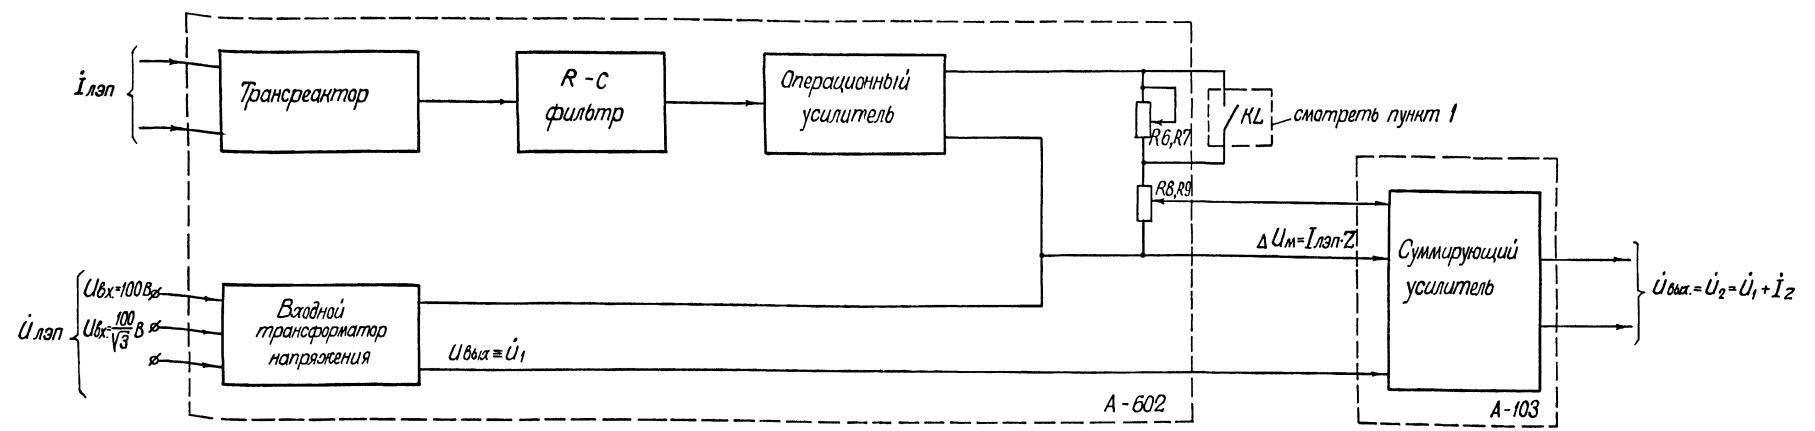 İлэп
Трансреактор
R-C
фильтр
Операционный
усилитель
R6,R7
KL
смотреть пункт 1
R8,R9
ΔUм=Iлэп·Z
Суммирующий
усилитель
U̇вых.=U̇2=U̇1+İz
U̇лэп
Uвх=100В
Uвх=100/√3 В
Входной
трансформатор
напряжения
Uвых≡U̇1
А-602
А-103